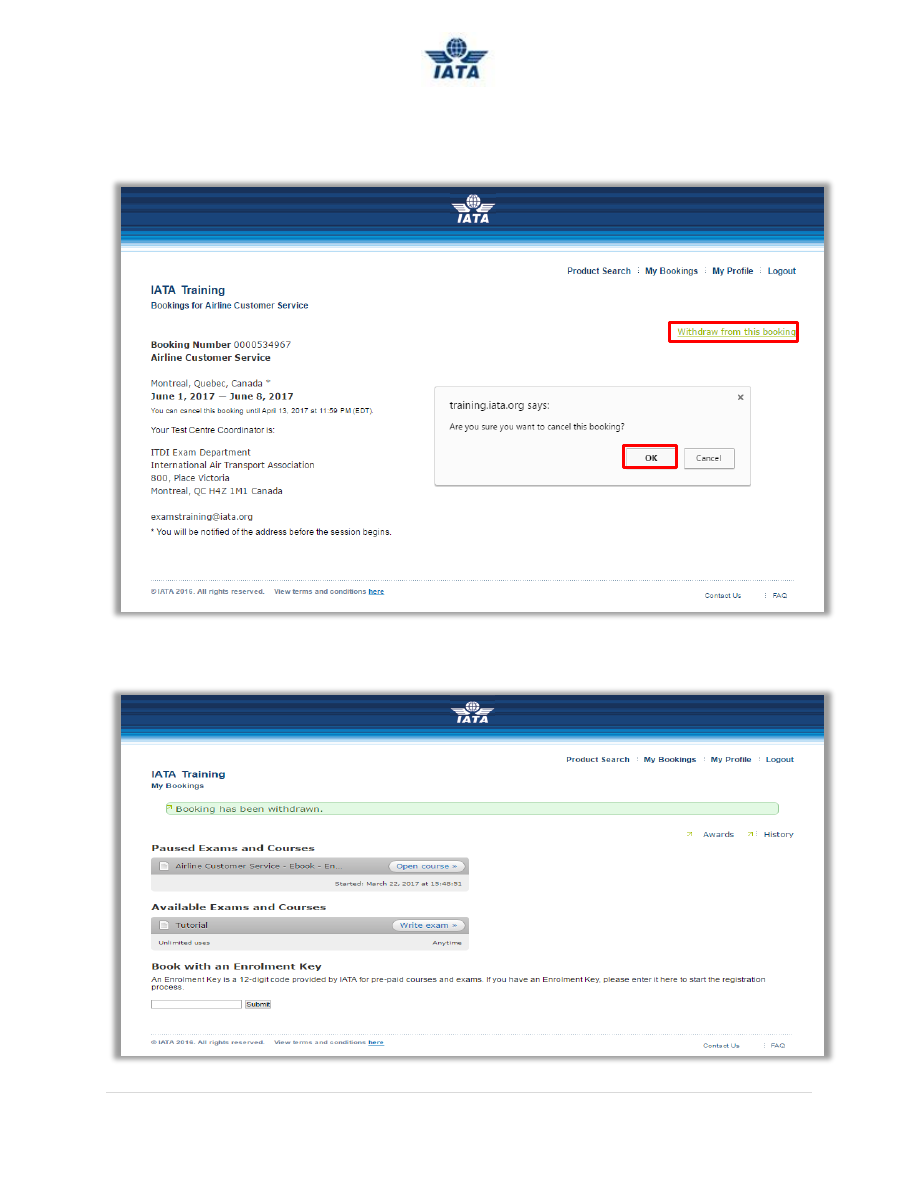 IATA
IATA
Product Search My Bookings My Profile Logout
IATA Training
Bookings for Airline Customer Service
Withdraw from this booking
Booking Number 0000534967
Airline Customer Service
Montreal, Quebec, Canada *
June 1, 2017 — June 8, 2017
You can cancel this booking until April 13, 2017 at 11:59 PM (EDT).
Your Test Centre Coordinator is:
ITDI Exam Department
International Air Transport Association
800, Place Victoria
Montreal, QC H4Z 1M1 Canada
examstraining@iata.org
* You will be notified of the address before the session begins.
training.iata.org says:
Are you sure you want to cancel this booking?
OK Cancel
© IATA 2016. All rights reserved. View terms and conditions here
Contact Us FAQ
IATA
Product Search My Bookings My Profile Logout
IATA Training
My Bookings
Booking has been withdrawn.
Awards History
Paused Exams and Courses
Airline Customer Service - Ebook - En... Open course »
Started: March 22, 2017 at 15:48:51
Available Exams and Courses
Tutorial Write exam »
Unlimited uses Anytime
Book with an Enrolment Key
An Enrolment Key is a 12-digit code provided by IATA for pre-paid courses and exams. If you have an Enrolment Key, please enter it here to start the registration
process.
Submit
© IATA 2016. All rights reserved. View terms and conditions here
Contact Us FAQ